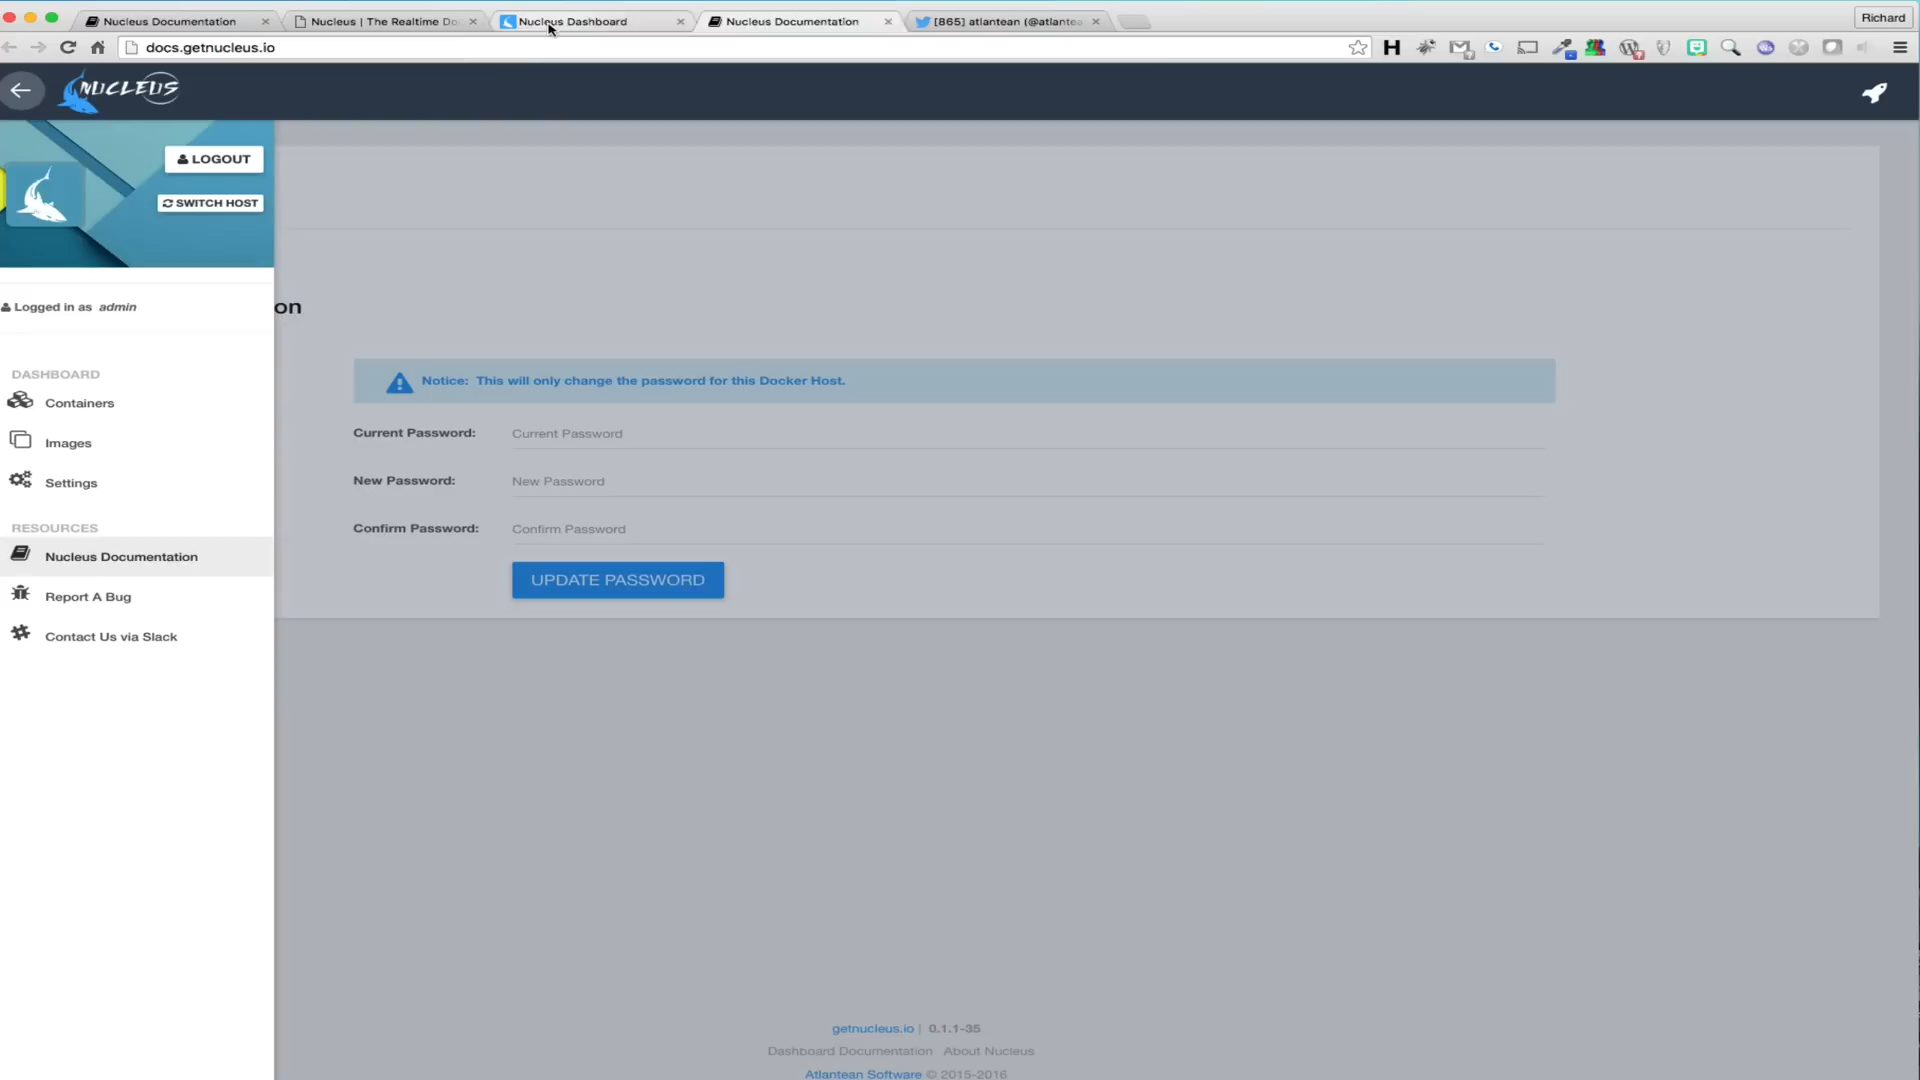 Nucleus Documentation
Nucleus | The Realtime Do
Nucleus Dashboard
Nucleus Documentation
[865] atlantean (@atlantea
Richard
docs.getnucleus.io
NUCLEUS
LOGOUT
SWITCH HOST
Logged in as admin
on
DASHBOARD
Containers
Images
Settings
RESOURCES
Nucleus Documentation
Report A Bug
Contact Us via Slack
Notice: This will only change the password for this Docker Host.
Current Password: Current Password
New Password: New Password
Confirm Password: Confirm Password
UPDATE PASSWORD
getnucleus.io | 0.1.1-35
Dashboard Documentation About Nucleus
Atlantean Software © 2015-2016